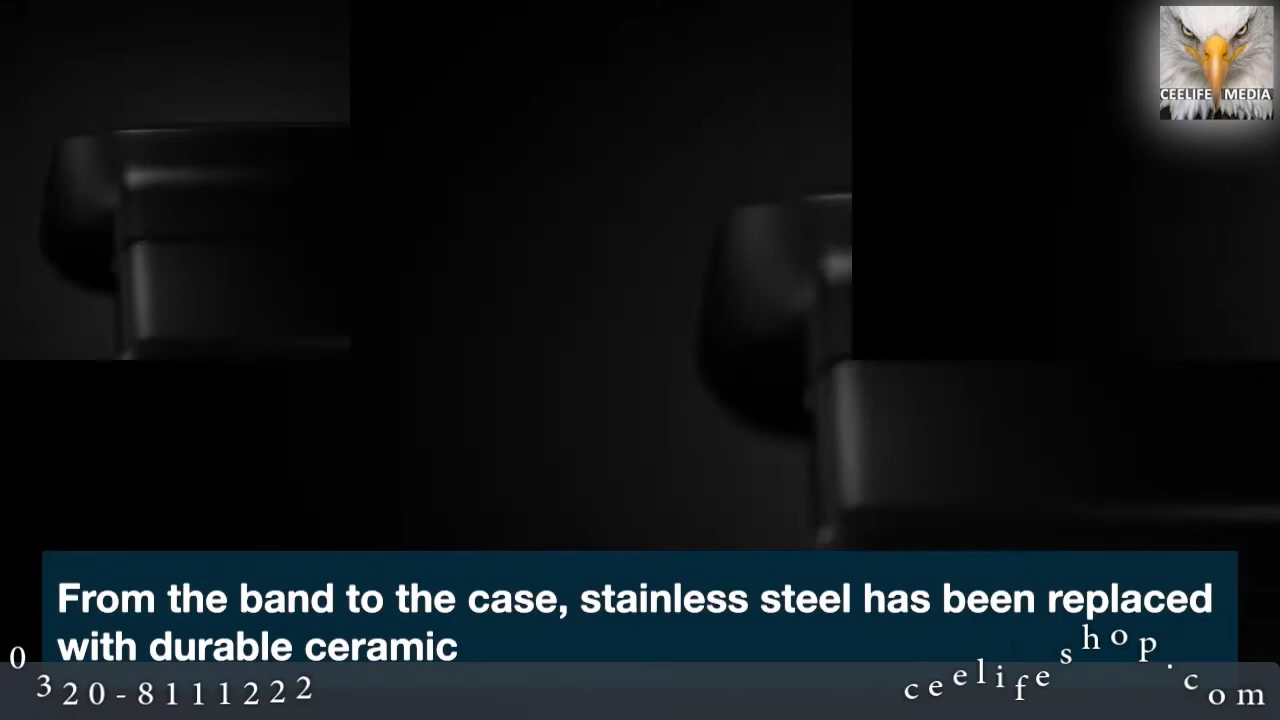 CEELIFE MEDIA
From the band to the case, stainless steel has been replaced
with durable ceramic
0320-8111222
ceelifeshop.com